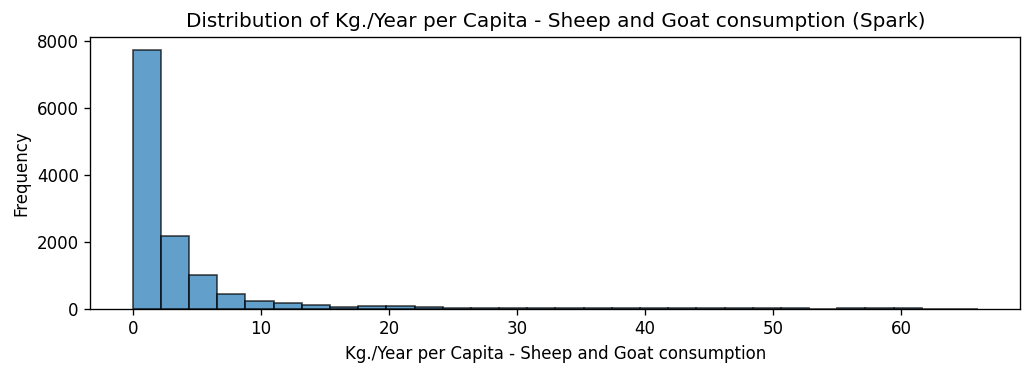 Distribution of Kg./Year per Capita - Sheep and Goat consumption (Spark)
8000
6000
4000
2000
0
Frequency
0 10 20 30 40 50 60
Kg./Year per Capita - Sheep and Goat consumption